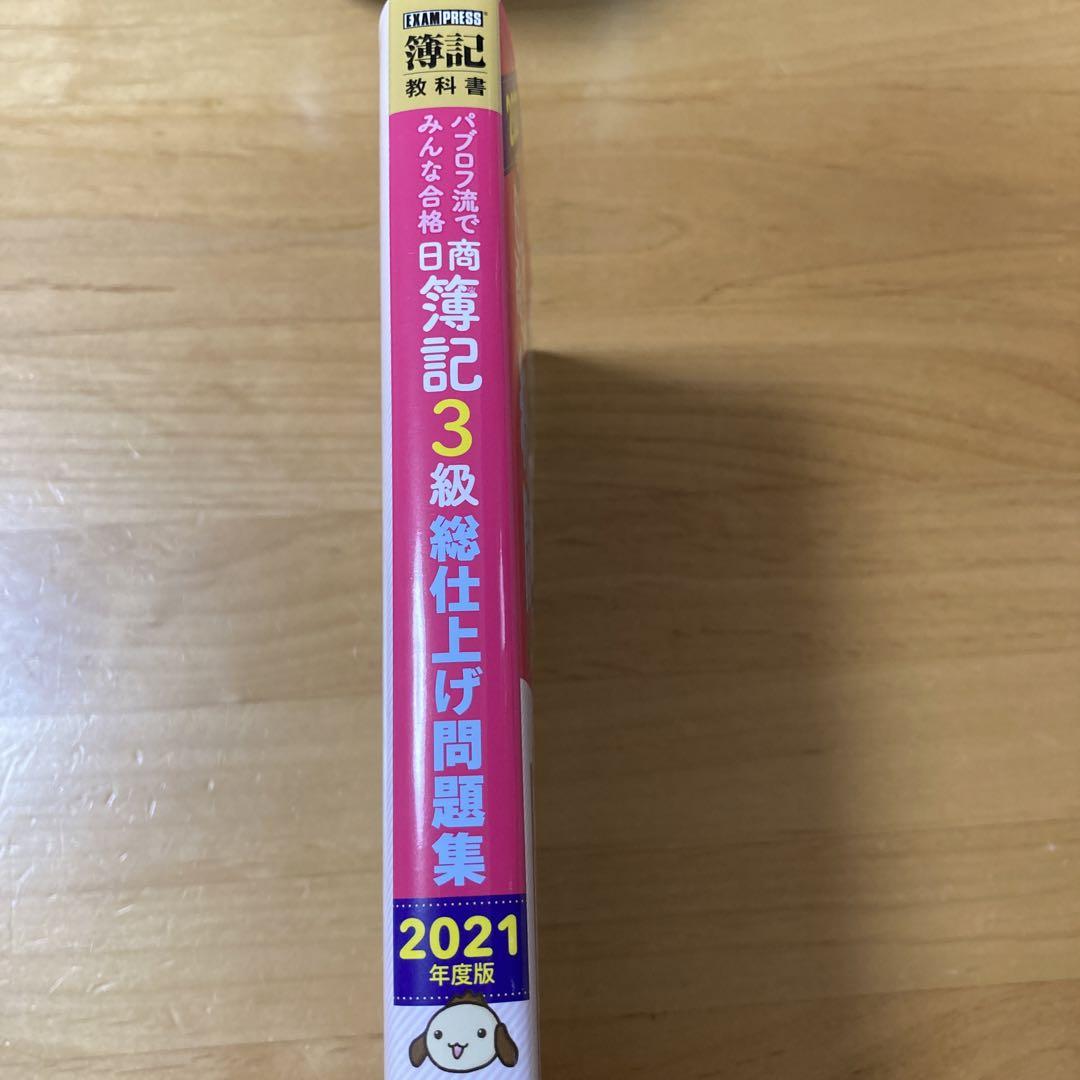 EXAMPRESS®
簿記
教科書
パブロフ流で
みんな合格
日商
簿記
3
級
総仕上げ問題集
2021
年度版